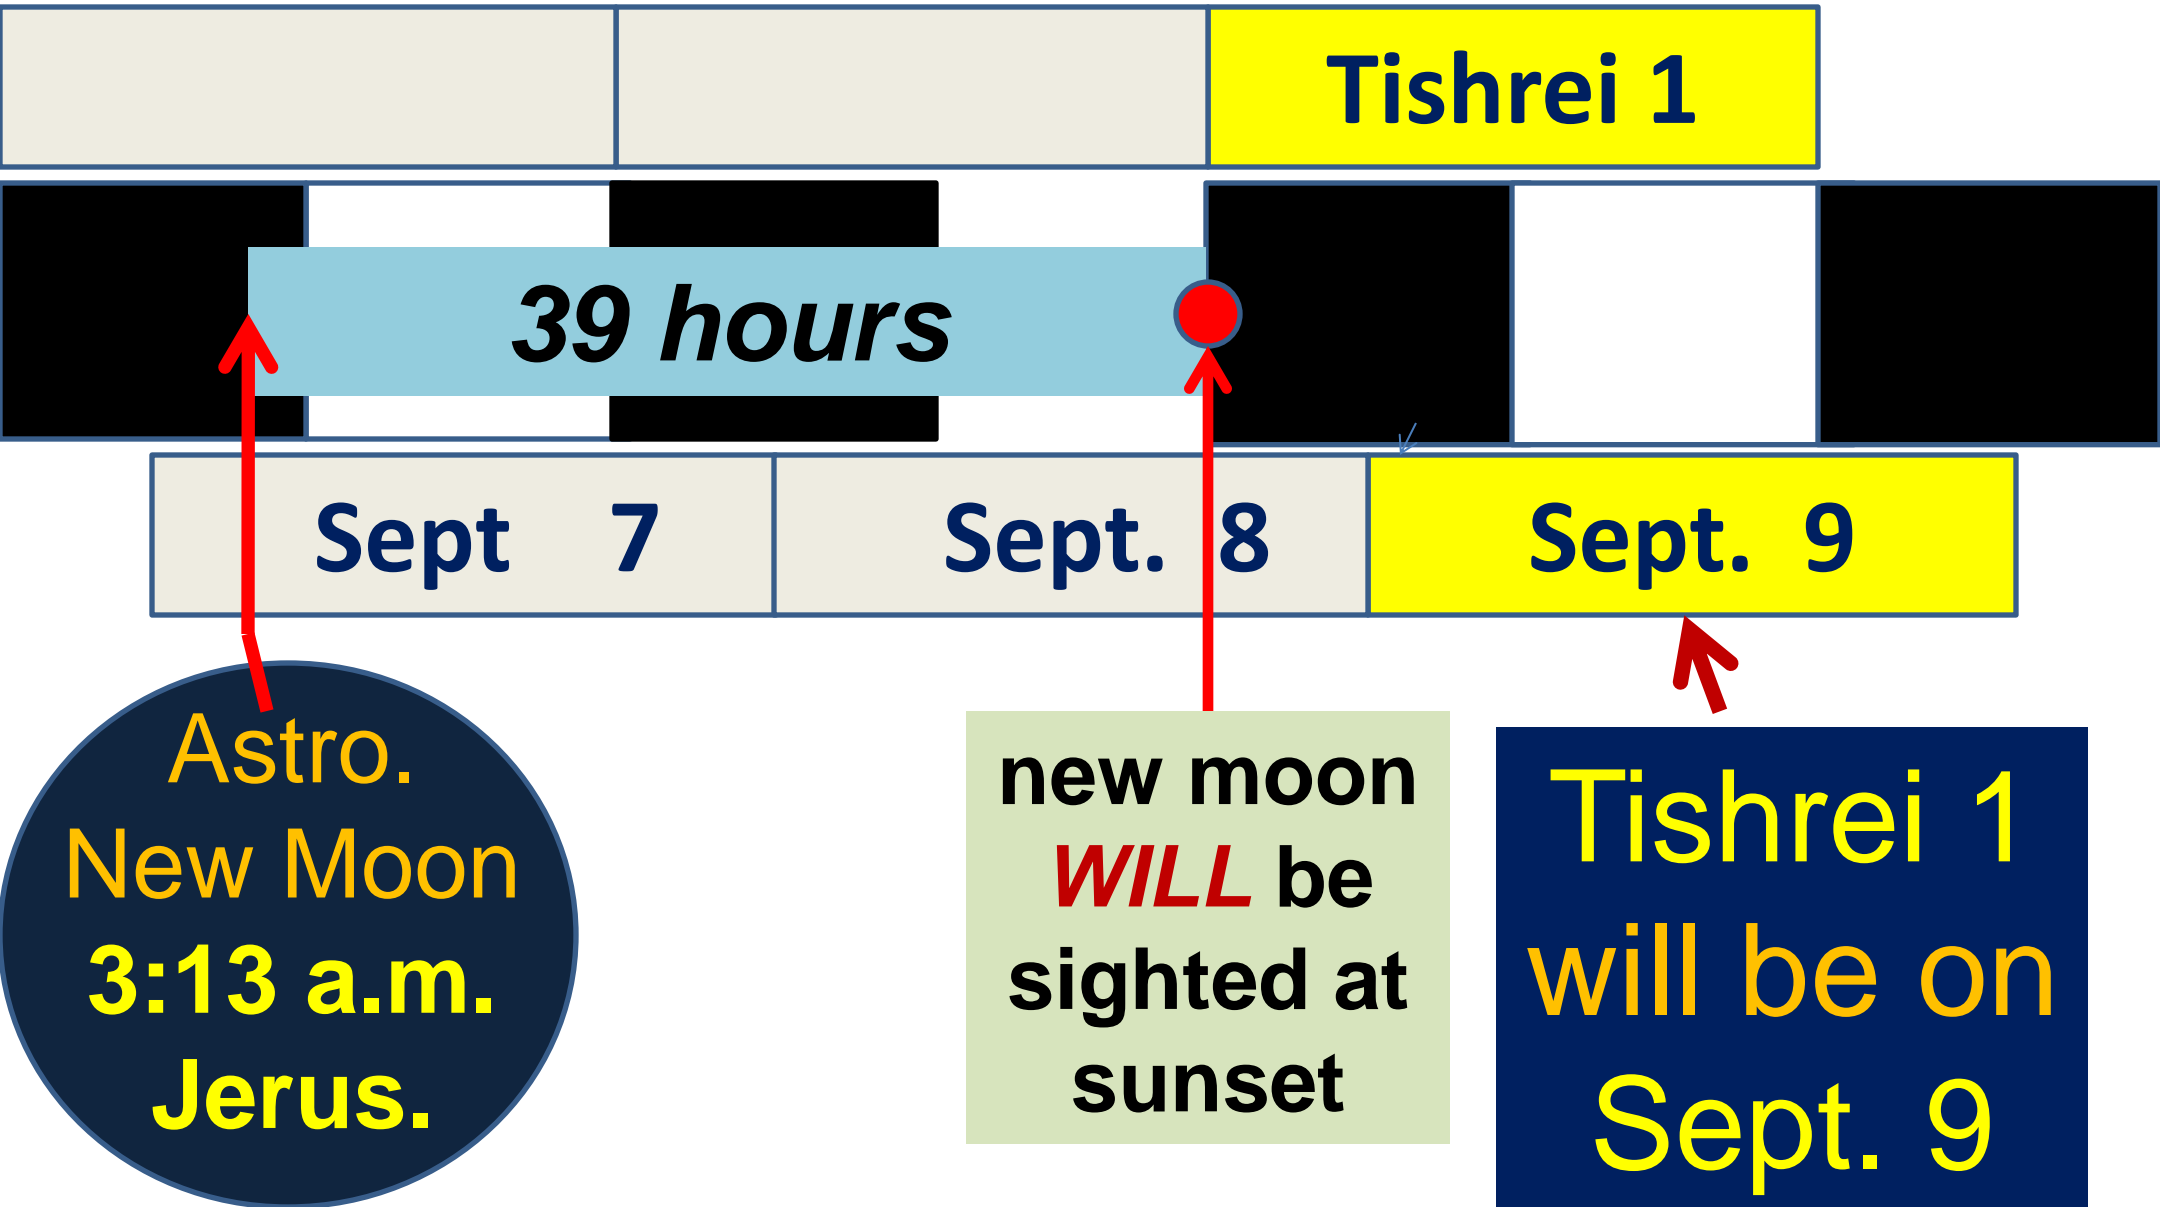 Tishrei 1
39 hours
Sept 7
Sept. 8
Sept. 9
Astro.
New Moon
3:13 a.m.
Jerus.
new moon
WILL be
sighted at
sunset
Tishrei 1
will be on
Sept. 9